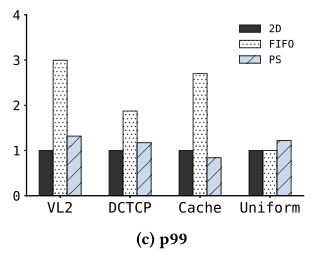 4
3
2
1
0
2D
FIFO
PS
VL2 DCTCP Cache Uniform
(c) p99